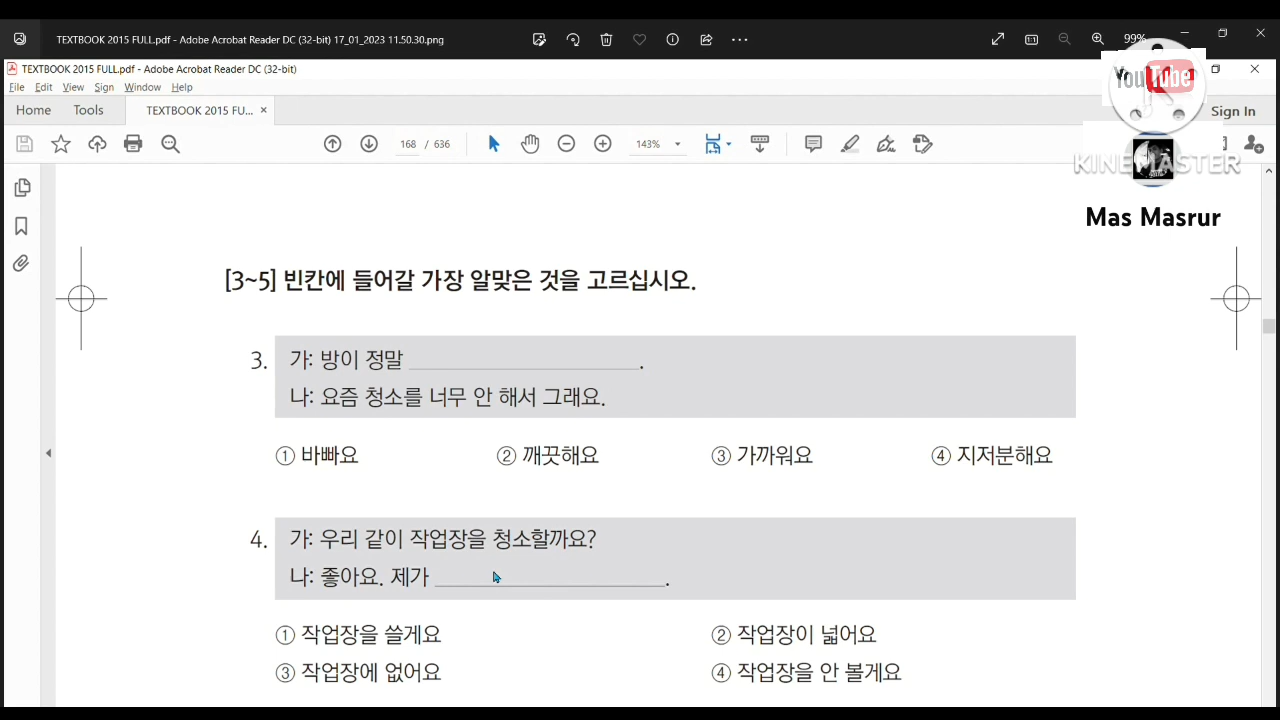 TEXTBOOK 2015 FULL.pdf - Adobe Acrobat Reader DC (32-bit) 17_01_2023 11.50.30.png
99%
TEXTBOOK 2015 FULL.pdf - Adobe Acrobat Reader DC (32-bit)
File Edit View Sign Window Help
YouTube
Home Tools TEXTBOOK 2015 FU... × Sign In
168 / 636 143%
KINEMASTER
Mas Masrur
[3~5] 빈칸에 들어갈 가장 알맞은 것을 고르십시오.
3. 가: 방이 정말 ____________________.
나: 요즘 청소를 너무 안 해서 그래요.
① 바빠요 ② 깨끗해요 ③ 가까워요 ④ 지저분해요
4. 가: 우리 같이 작업장을 청소할까요?
나: 좋아요. 제가 ____________________.
① 작업장을 쓸게요 ② 작업장이 넓어요
③ 작업장에 없어요 ④ 작업장을 안 볼게요